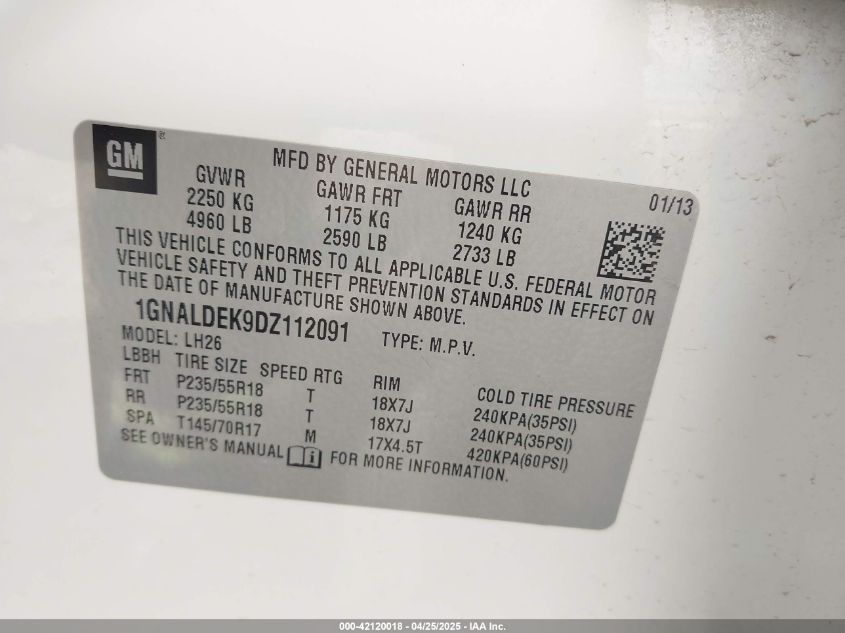 GM ®
MFD BY GENERAL MOTORS LLC
01/13
GVWR GAWR FRT GAWR RR
2250 KG 1175 KG 1240 KG
4960 LB 2590 LB 2733 LB
THIS VEHICLE CONFORMS TO ALL APPLICABLE U.S. FEDERAL MOTOR
VEHICLE SAFETY AND THEFT PREVENTION STANDARDS IN EFFECT ON
THE DATE OF MANUFACTURE SHOWN ABOVE.
1GNALDEK9DZ112091 TYPE: M.P.V.
MODEL: LH26
LBBH TIRE SIZE SPEED RTG RIM COLD TIRE PRESSURE
FRT P235/55R18 T 18X7J 240KPA(35PSI)
RR P235/55R18 T 18X7J 240KPA(35PSI)
SPA T145/70R17 M 17X4.5T 420KPA(60PSI)
SEE OWNER'S MANUAL i FOR MORE INFORMATION.
000-42120018 - 04/25/2025 - IAA Inc.